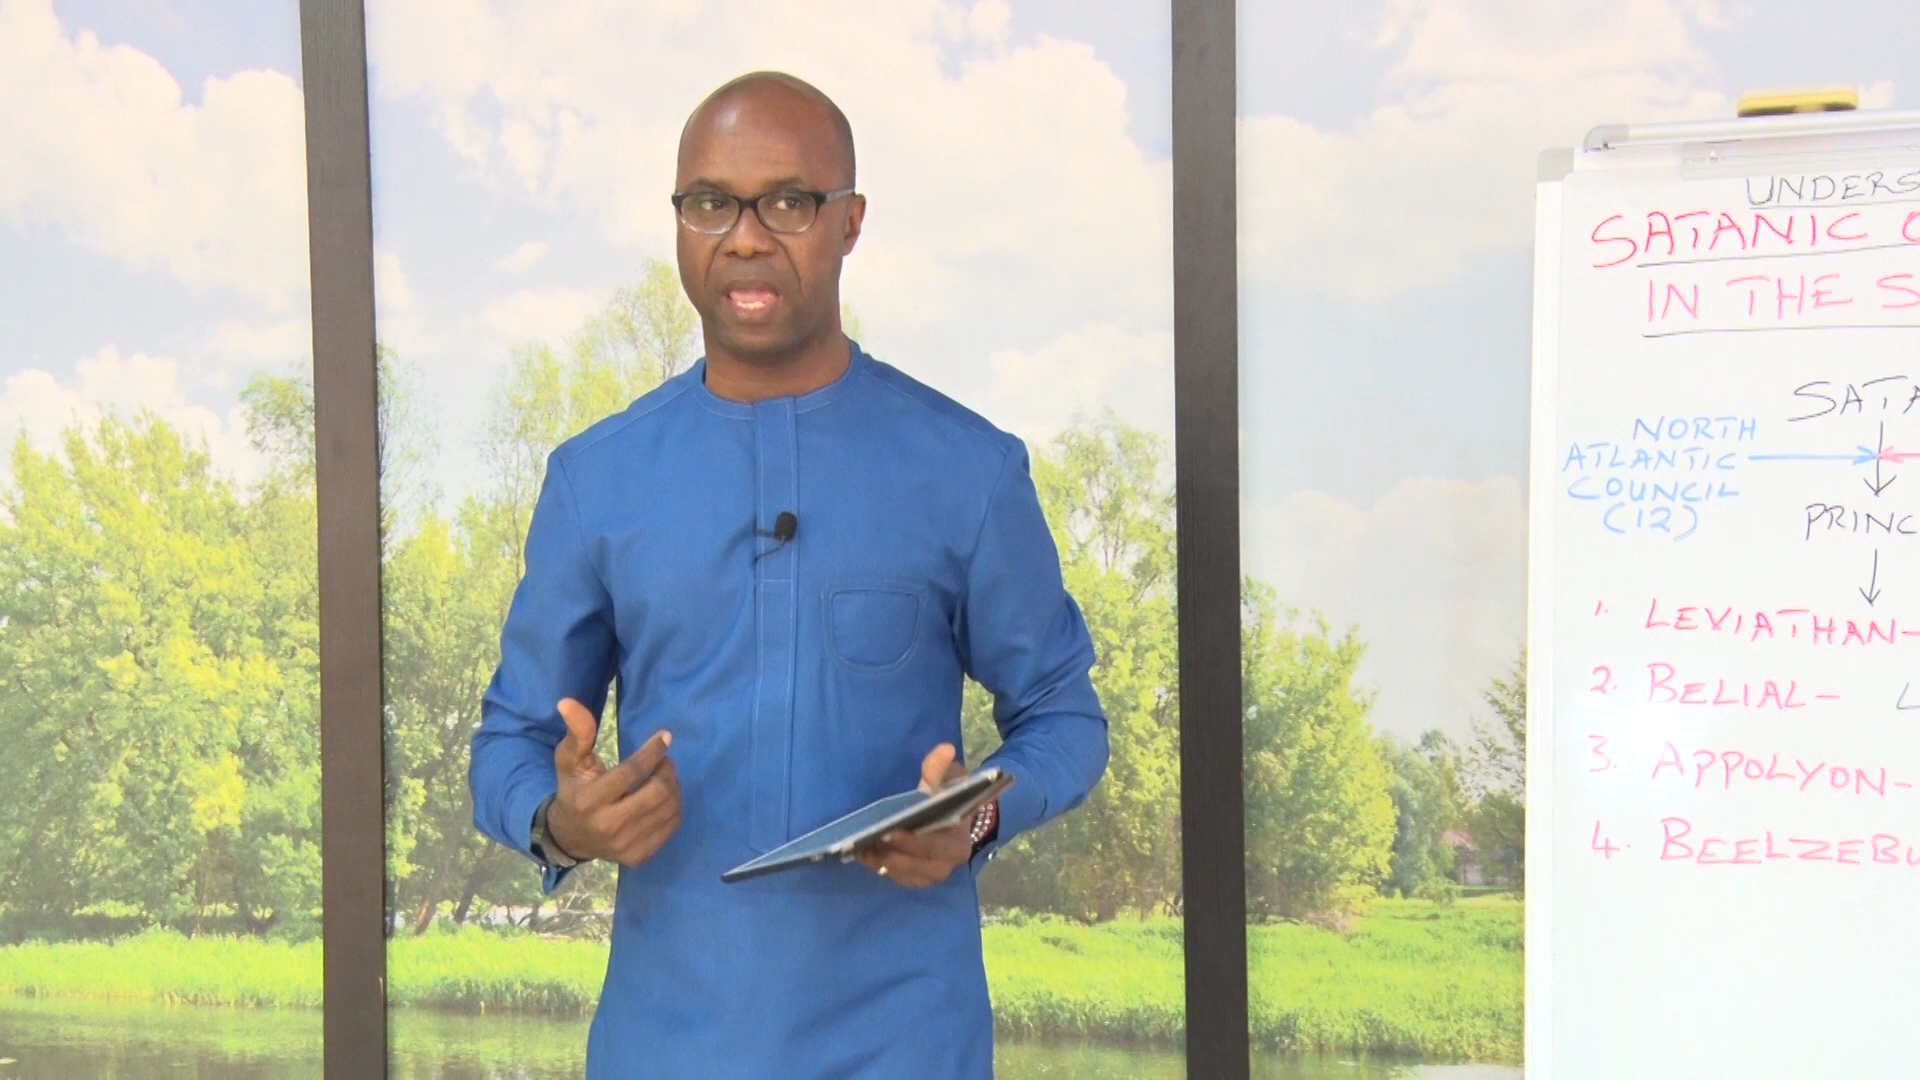 UNDERS
SATANIC
IN THE S
SATA
NORTH
ATLANTIC
COUNCIL
(12)
PRINC
1. LEVIATHAN-
2. BELIAL-
3. APPOLYON-
4. BEELZEBU